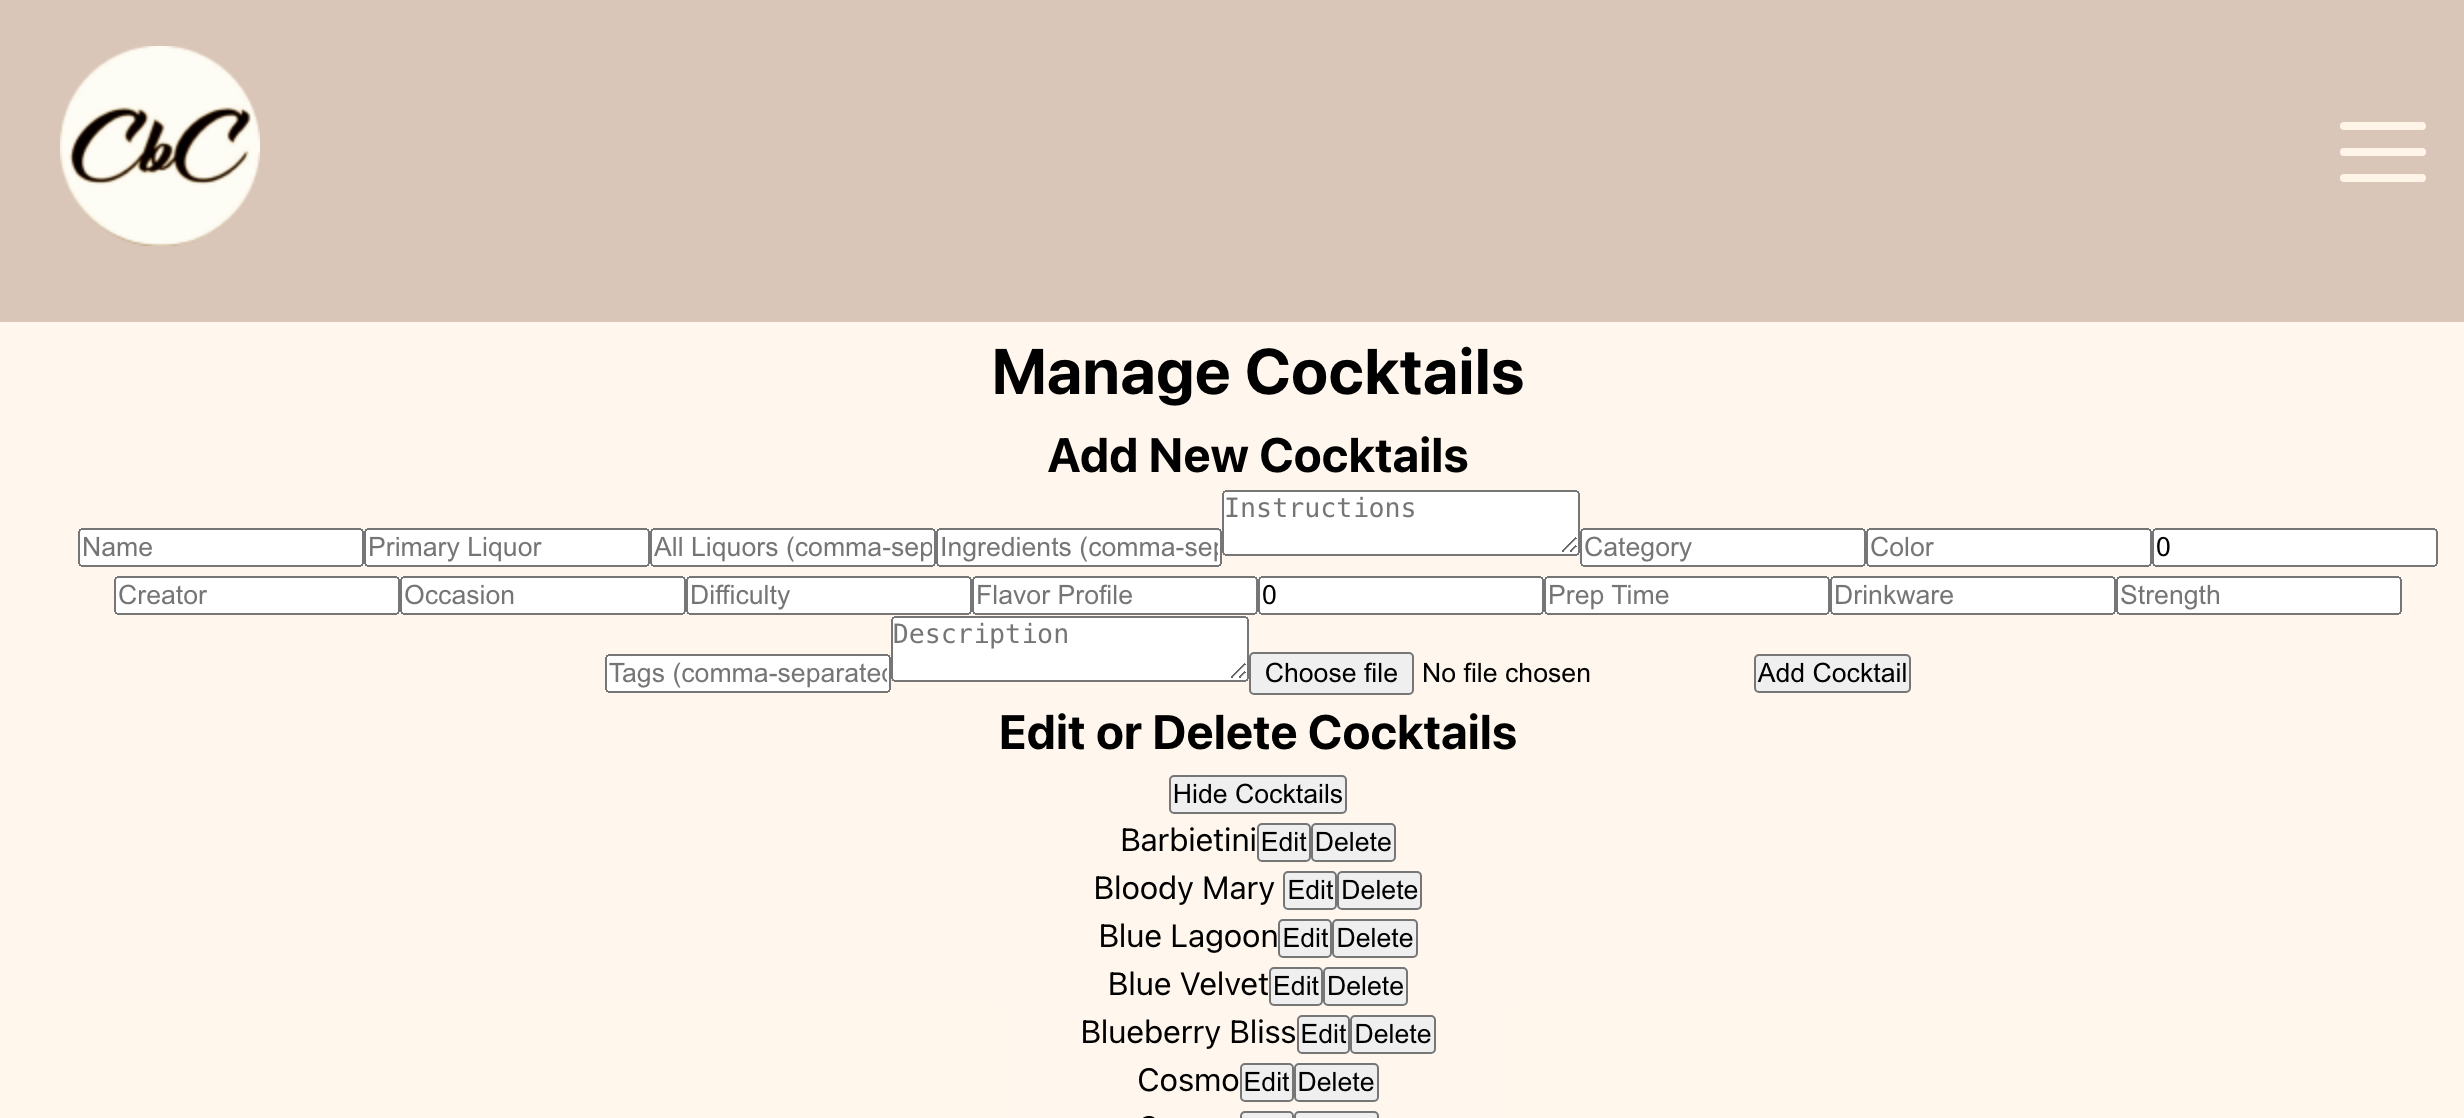 CbC
Manage Cocktails
Add New Cocktails
Name Primary Liquor All Liquors (comma-sep Ingredients (comma-sep Instructions Category Color 0
Creator Occasion Difficulty Flavor Profile 0 Prep Time Drinkware Strength
Tags (comma-separated Description Choose file No file chosen Add Cocktail
Edit or Delete Cocktails
Hide Cocktails
Barbietini Edit Delete
Bloody Mary Edit Delete
Blue Lagoon Edit Delete
Blue Velvet Edit Delete
Blueberry Bliss Edit Delete
Cosmo Edit Delete